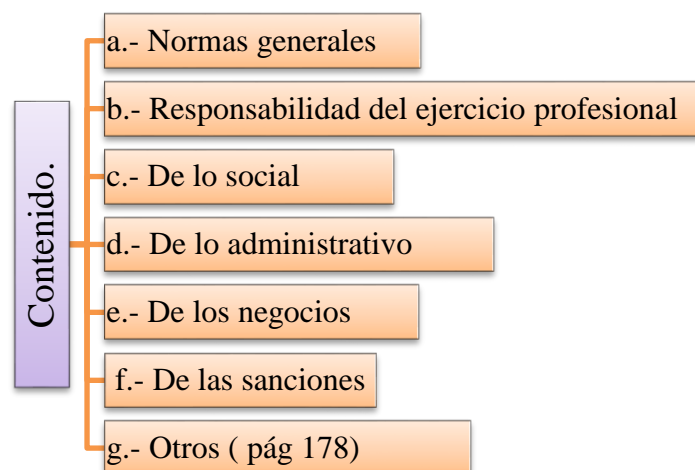 Contenido.
a.- Normas generales
b.- Responsabilidad del ejercicio profesional
c.- De lo social
d.- De lo administrativo
e.- De los negocios
f.- De las sanciones
g.- Otros ( pág 178)